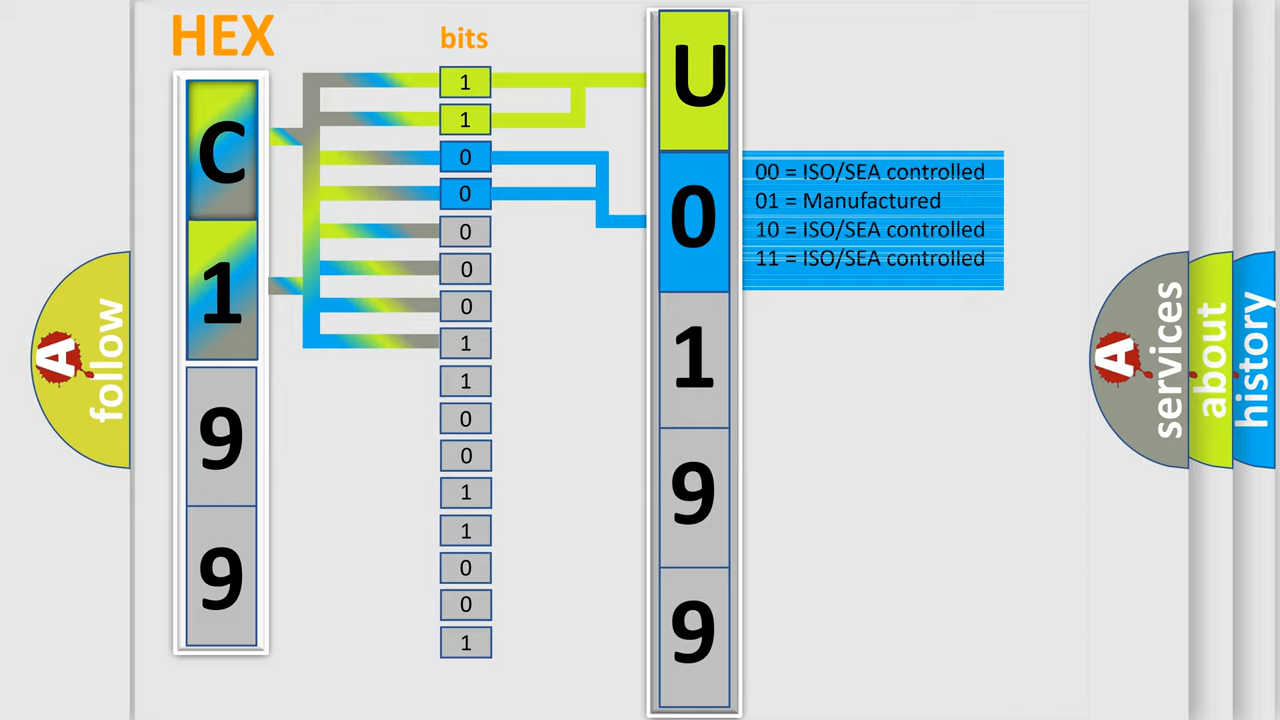 HEX
bits
C
1
9
9
1
1
0
0
0
0
0
1
1
0
0
1
1
0
0
1
U
0
1
9
9
00 = ISO/SEA controlled
01 = Manufactured
10 = ISO/SEA controlled
11 = ISO/SEA controlled
A follow
A services
about
history